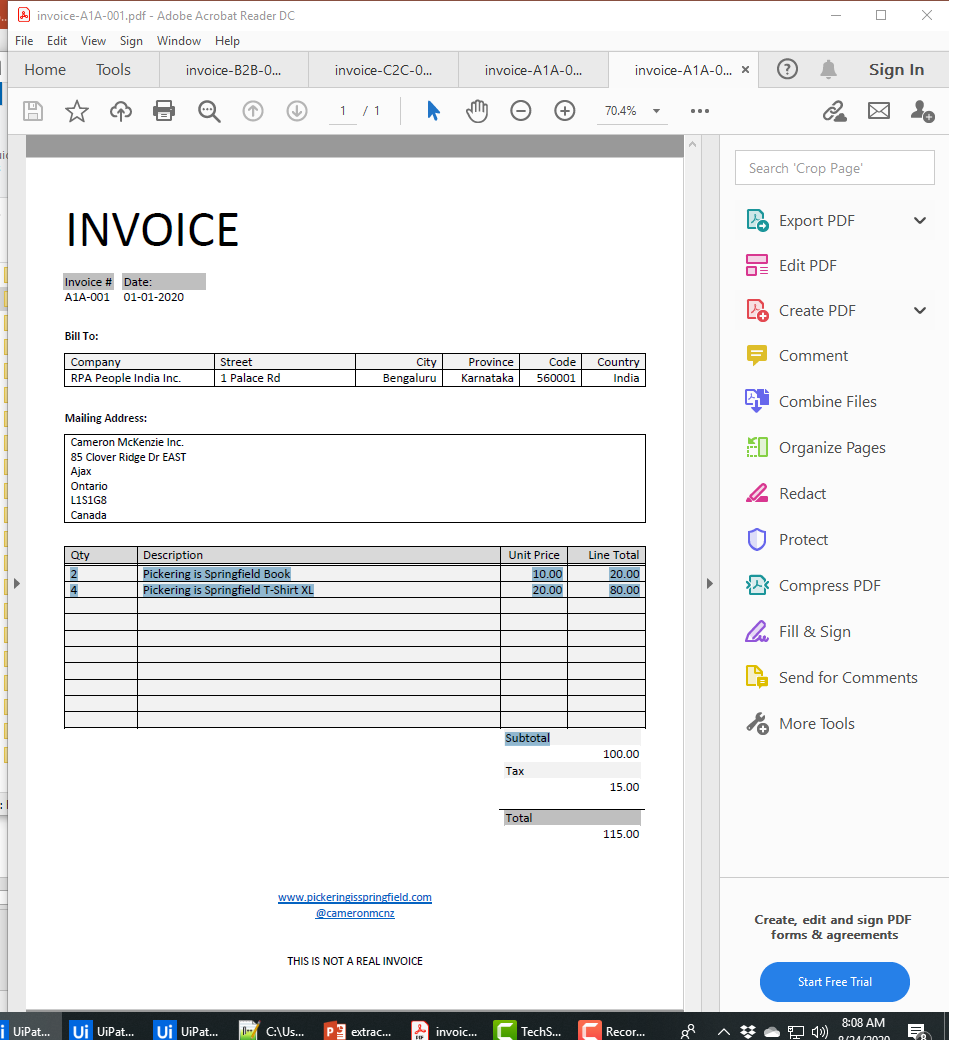 invoice-A1A-001.pdf - Adobe Acrobat Reader DC
File Edit View Sign Window Help
Home Tools invoice-B2B-0... invoice-C2C-0... invoice-A1A-0... invoice-A1A-0... × Sign In
1 / 1 70.4%
Search 'Crop Page'
Export PDF
Edit PDF
Create PDF
Comment
Combine Files
Organize Pages
Redact
Protect
Compress PDF
Fill & Sign
Send for Comments
More Tools
Create, edit and sign PDF
forms & agreements
Start Free Trial
INVOICE
Invoice # Date:
A1A-001 01-01-2020
Bill To:
Company Street City Province Code Country
RPA People India Inc. 1 Palace Rd Bengaluru Karnataka 560001 India
Mailing Address:
Cameron McKenzie Inc.
85 Clover Ridge Dr EAST
Ajax
Ontario
L1S1G8
Canada
Qty Description Unit Price Line Total
2 Pickering is Springfield Book 10.00 20.00
4 Pickering is Springfield T-Shirt XL 20.00 80.00
Subtotal
100.00
Tax
15.00
Total
115.00
www.pickeringisspringfield.com
@cameronmcnz
THIS IS NOT A REAL INVOICE
UiPat... Ui UiPat... Ui UiPat... C:\Us... extrac... invoic... TechS... Recor... 8:08 AM
8/24/2020